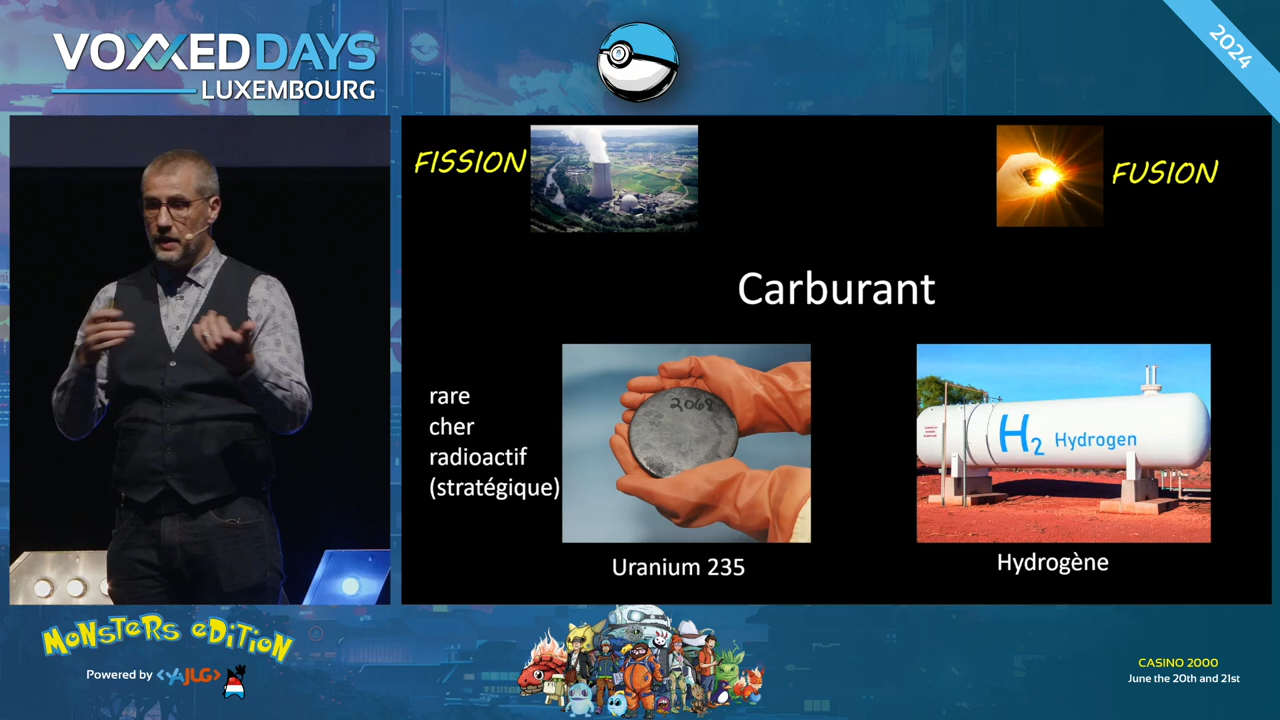 VOXXEDDAYS
LUXEMBOURG
2024
FISSION
FUSION
Carburant
rare
cher
radioactif
(stratégique)
2068
H2 Hydrogen
Uranium 235
Hydrogène
MONSTERS EDITION
Powered by <YAJUG>
CASINO 2000
June the 20th and 21st